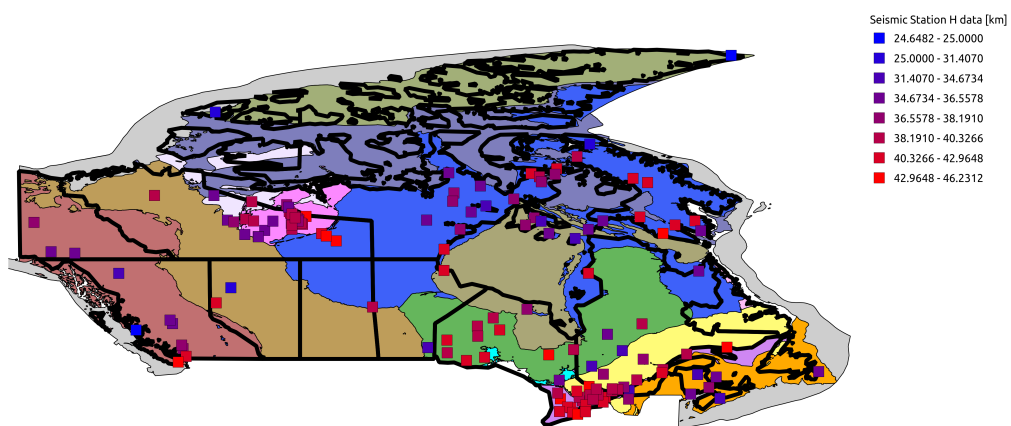 Seismic Station H data [km]
24.6482 - 25.0000
25.0000 - 31.4070
31.4070 - 34.6734
34.6734 - 36.5578
36.5578 - 38.1910
38.1910 - 40.3266
40.3266 - 42.9648
42.9648 - 46.2312